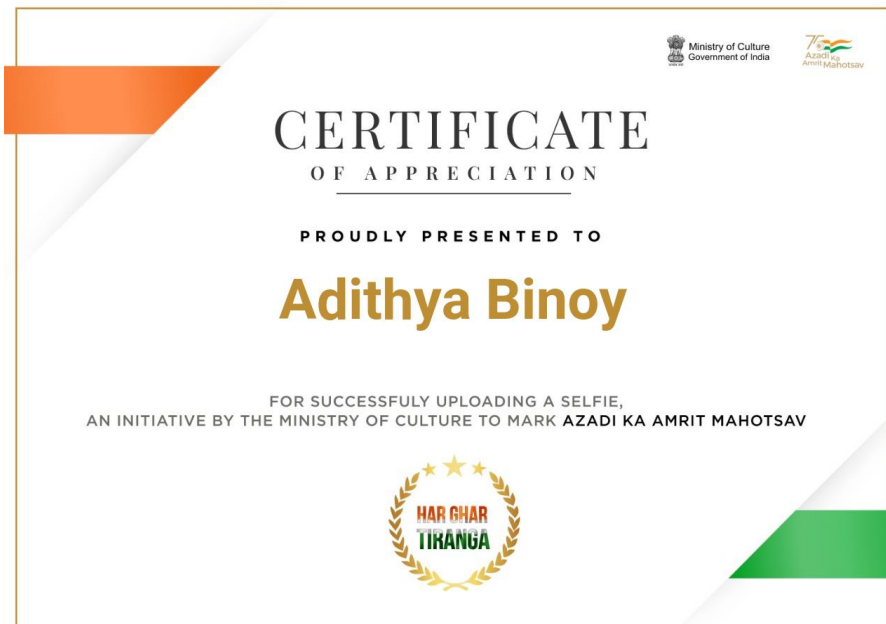 Ministry of Culture
Government of India
75
Azadi Ka
Amrit Mahotsav
CERTIFICATE
OF APPRECIATION
PROUDLY PRESENTED TO
Adithya Binoy
FOR SUCCESSFULY UPLOADING A SELFIE,
AN INITIATIVE BY THE MINISTRY OF CULTURE TO MARK AZADI KA AMRIT MAHOTSAV
HAR GHAR
TIRANGA